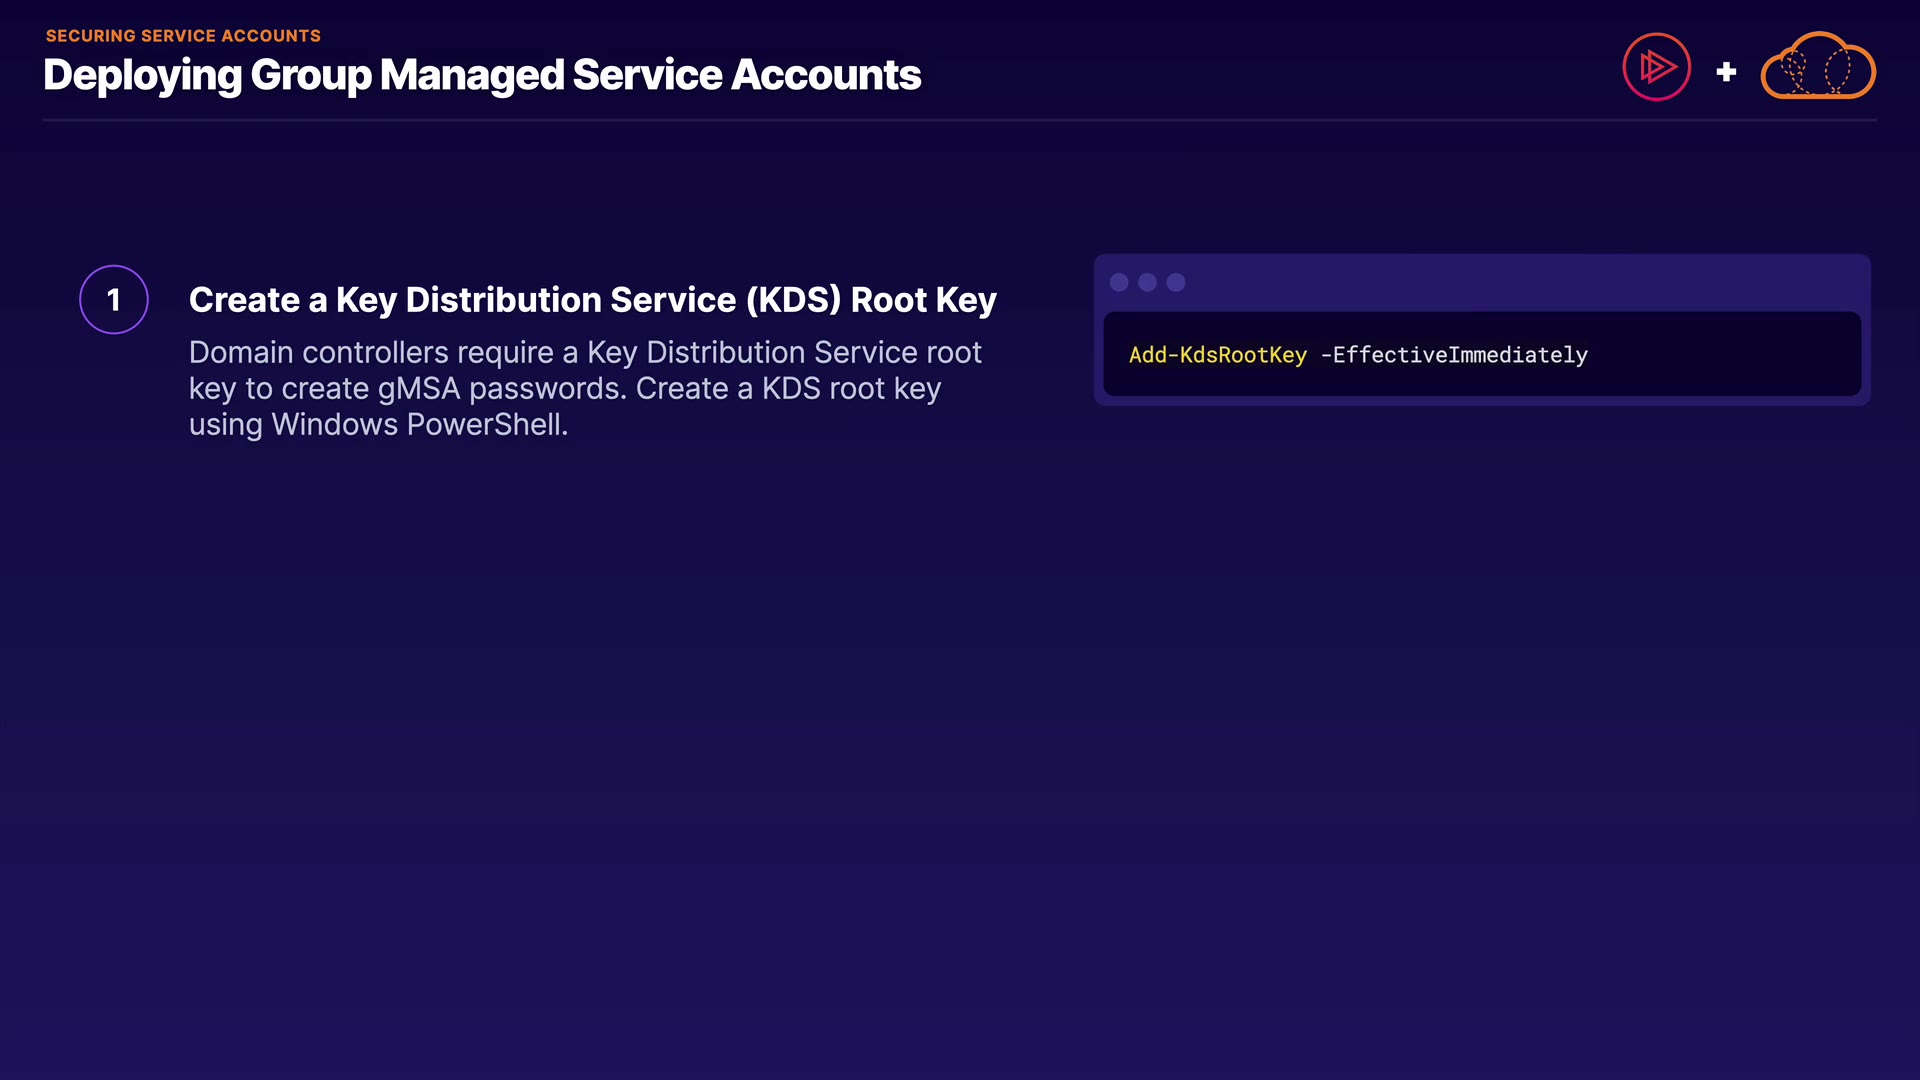 SECURING SERVICE ACCOUNTS
Deploying Group Managed Service Accounts
+
1
Create a Key Distribution Service (KDS) Root Key
Domain controllers require a Key Distribution Service root
key to create gMSA passwords. Create a KDS root key
using Windows PowerShell.
Add-KdsRootKey -EffectiveImmediately